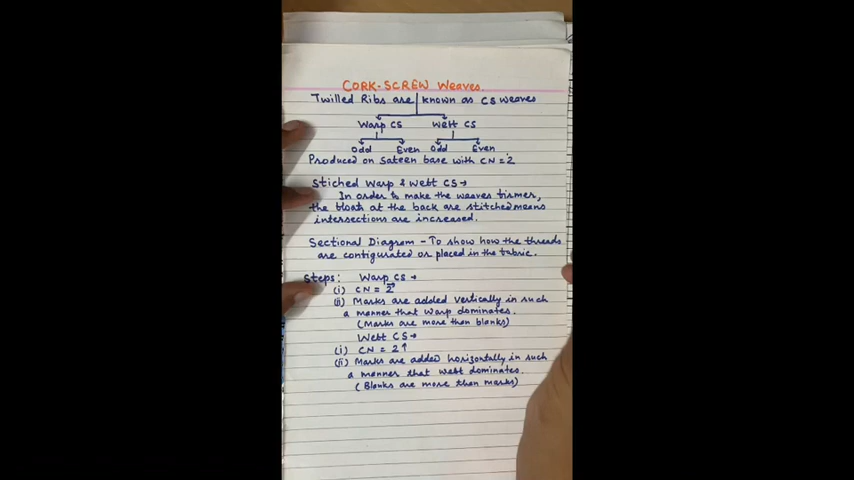 CORK-SCREW Weaves.
Twilled Ribs are known as CS weaves
Warp CS Weft CS
Odd Even Odd Even
Produced on Sateen base with CN = 2
Stiched Warp & Weft CS →
In order to make the weaves firmer,
the float at the back are stitched means
intersections are increased.
Sectional Diagram - To show how the threads
are configurated or placed in the fabric.
Steps: Warp CS →
(i) CN = 2→
(ii) Marks are added vertically in such
a manner that warp dominates.
(Marks are more than blanks)
Weft CS →
(i) CN = 2↑
(ii) Marks are added horizontally in such
a manner that weft dominates.
(Blanks are more than marks)